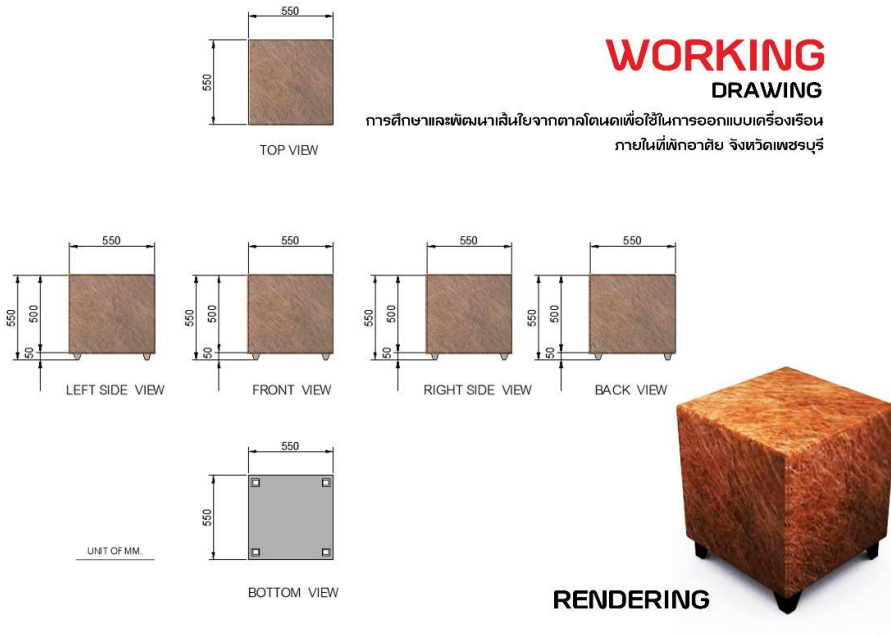 550
550
TOP VIEW
WORKING
DRAWING
การศึกษาและพัฒนาเส้นใยจากตาลโตนดเพื่อใช้ในการออกแบบเครื่องเรือน
ภายในที่พักอาศัย จังหวัดเพชรบุรี
550 550 550 550
550 500 50 550 500 50 550 500 50 550 500 50
LEFT SIDE VIEW FRONT VIEW RIGHT SIDE VIEW BACK VIEW
550
550
UNIT OF MM.
BOTTOM VIEW
RENDERING